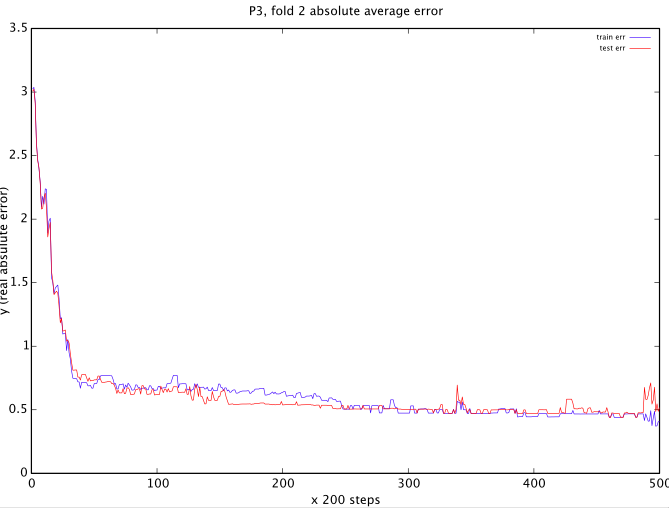 P3, fold 2 absolute average error
train err
test err
3.5
3
2.5
2
1.5
1
0.5
0
y (real absulute error)
0 100 200 300 400 500
x 200 steps